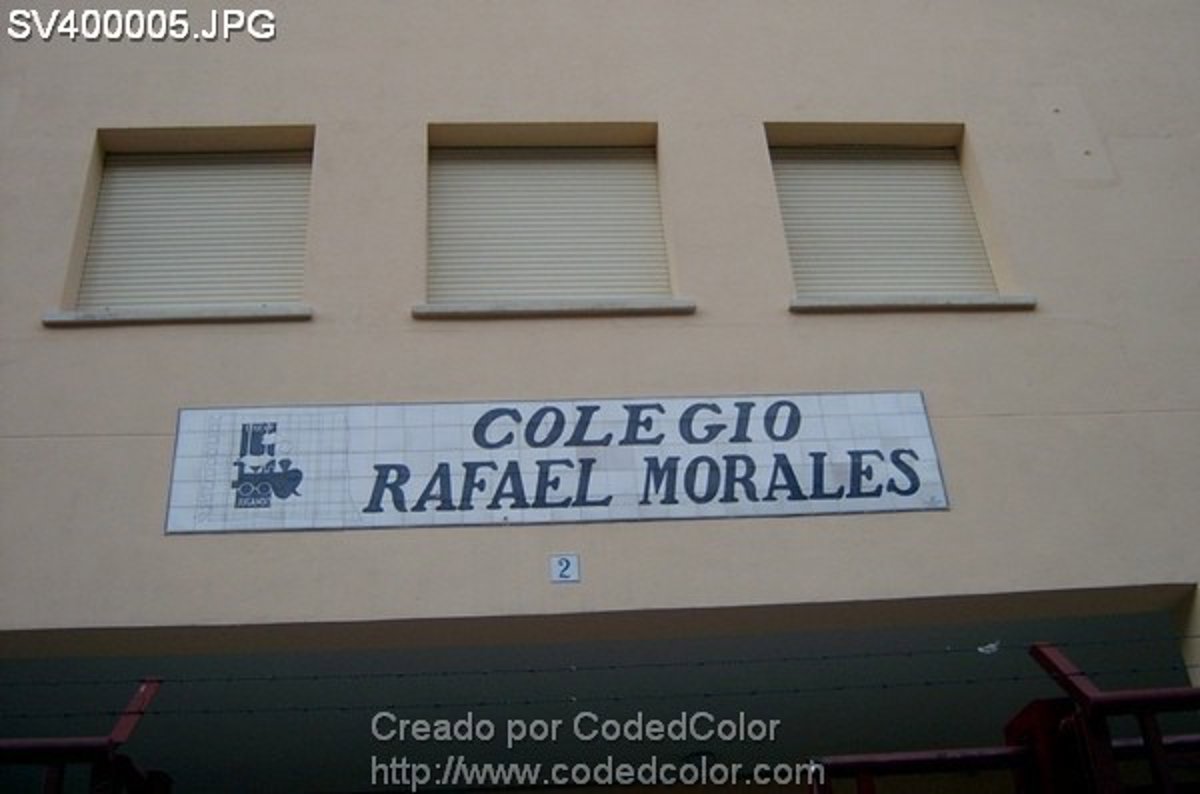 SV400005.JPG
COLEGIO
RAFAEL MORALES
2
Creado por CodedColor
http://www.codedcolor.com